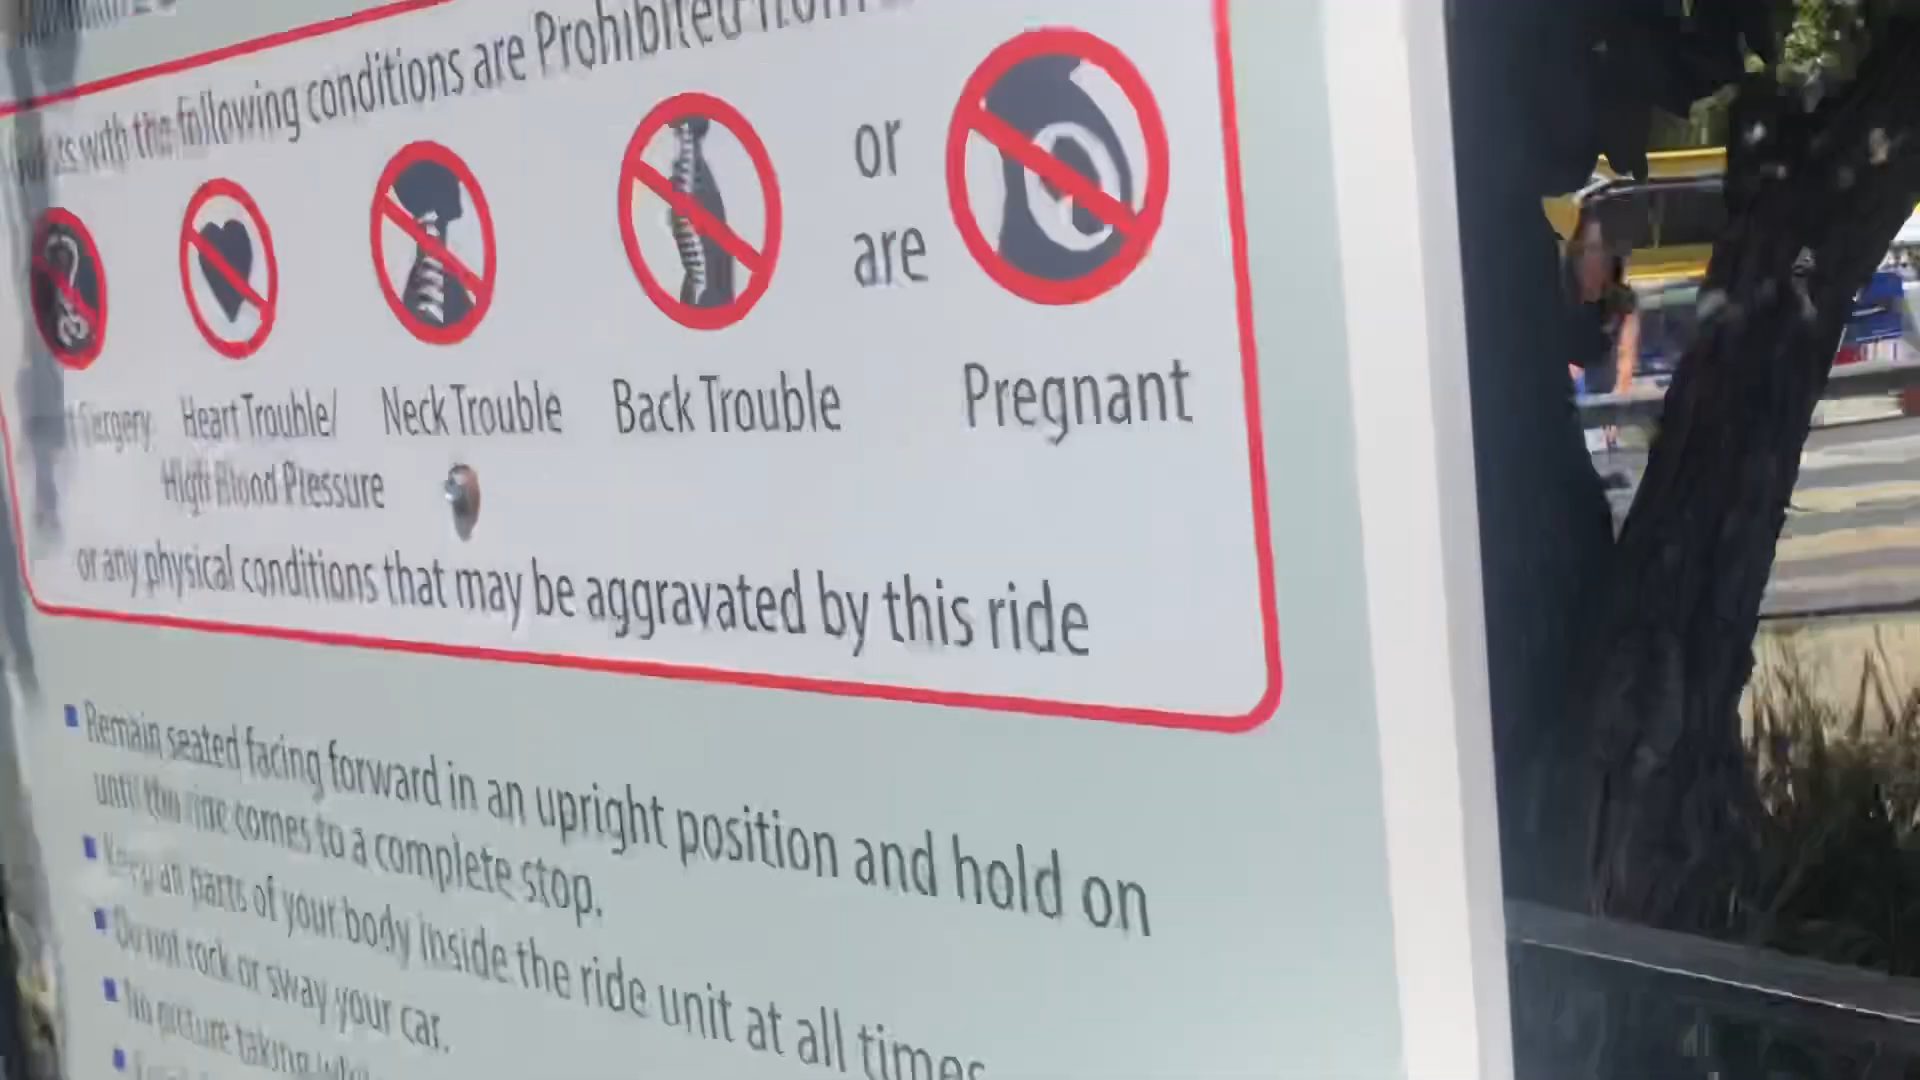 with the following conditions are Prohibited from
Surgery Heart Trouble/ Neck Trouble Back Trouble or are Pregnant
High Blood Pressure
or any physical conditions that may be aggravated by this ride
Remain seated facing forward in an upright position and hold on
until the ride comes to a complete stop.
Keep all parts of your body inside the ride unit at all times
Do not rock or sway your car.
No picture taking